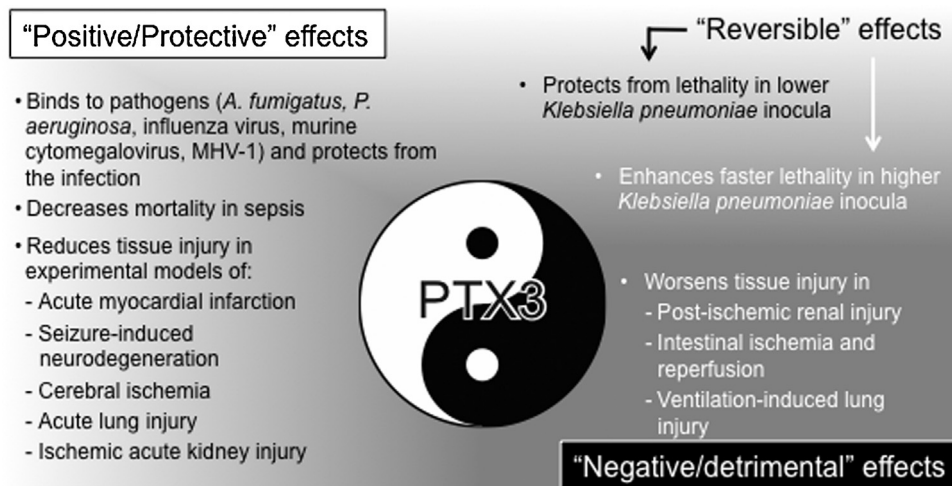 “Positive/Protective” effects
• Binds to pathogens (A. fumigatus, P.
aeruginosa, influenza virus, murine
cytomegalovirus, MHV-1) and protects from
the infection
• Decreases mortality in sepsis
• Reduces tissue injury in
experimental models of:
- Acute myocardial infarction
- Seizure-induced
neurodegeneration
- Cerebral ischemia
- Acute lung injury
- Ischemic acute kidney injury
PTX3
“Reversible” effects
• Protects from lethality in lower
Klebsiella pneumoniae inocula
• Enhances faster lethality in higher
Klebsiella pneumoniae inocula
• Worsens tissue injury in
- Post-ischemic renal injury
- Intestinal ischemia and
reperfusion
- Ventilation-induced lung
injury
“Negative/detrimental” effects